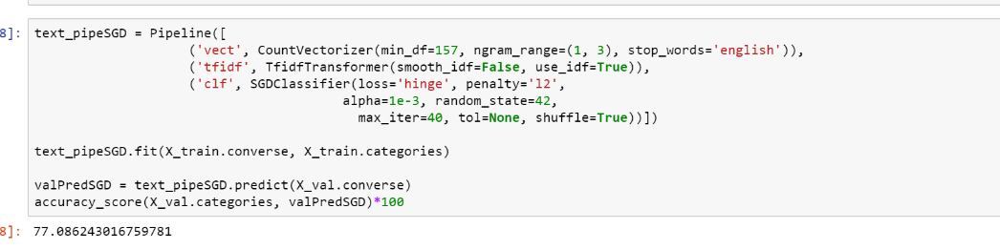 8]: text_pipeSGD = Pipeline([
('vect', CountVectorizer(min_df=157, ngram_range=(1, 3), stop_words='english')),
('tfidf', TfidfTransformer(smooth_idf=False, use_idf=True)),
('clf', SGDClassifier(loss='hinge', penalty='l2',
alpha=1e-3, random_state=42,
max_iter=40, tol=None, shuffle=True))])
text_pipeSGD.fit(X_train.converse, X_train.categories)
valPredSGD = text_pipeSGD.predict(X_val.converse)
accuracy_score(X_val.categories, valPredSGD)*100
8]: 77.086243016759781